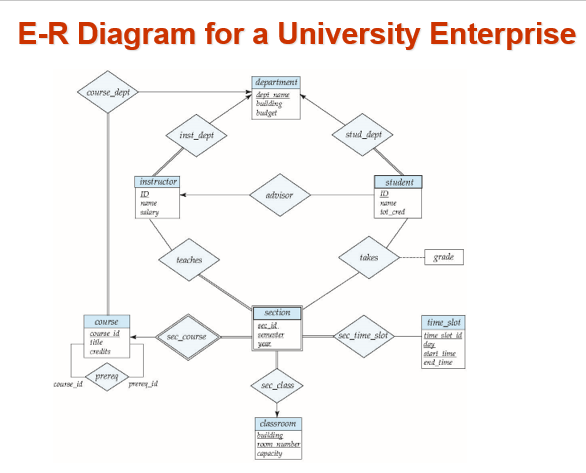 E-R Diagram for a University Enterprise
department
course_dept
dept_name
building
budget
inst_dept
stud_dept
instructor
ID
name
salary
advisor
student
ID
name
tot_cred
teaches
takes
grade
section
sec_id
semester
year
course
course_id
title
credits
sec_course
sec_time_slot
time_slot
time_slot_id
day
start_time
end_time
prereq
course_id
prereq_id
sec_class
classroom
building
room_number
capacity